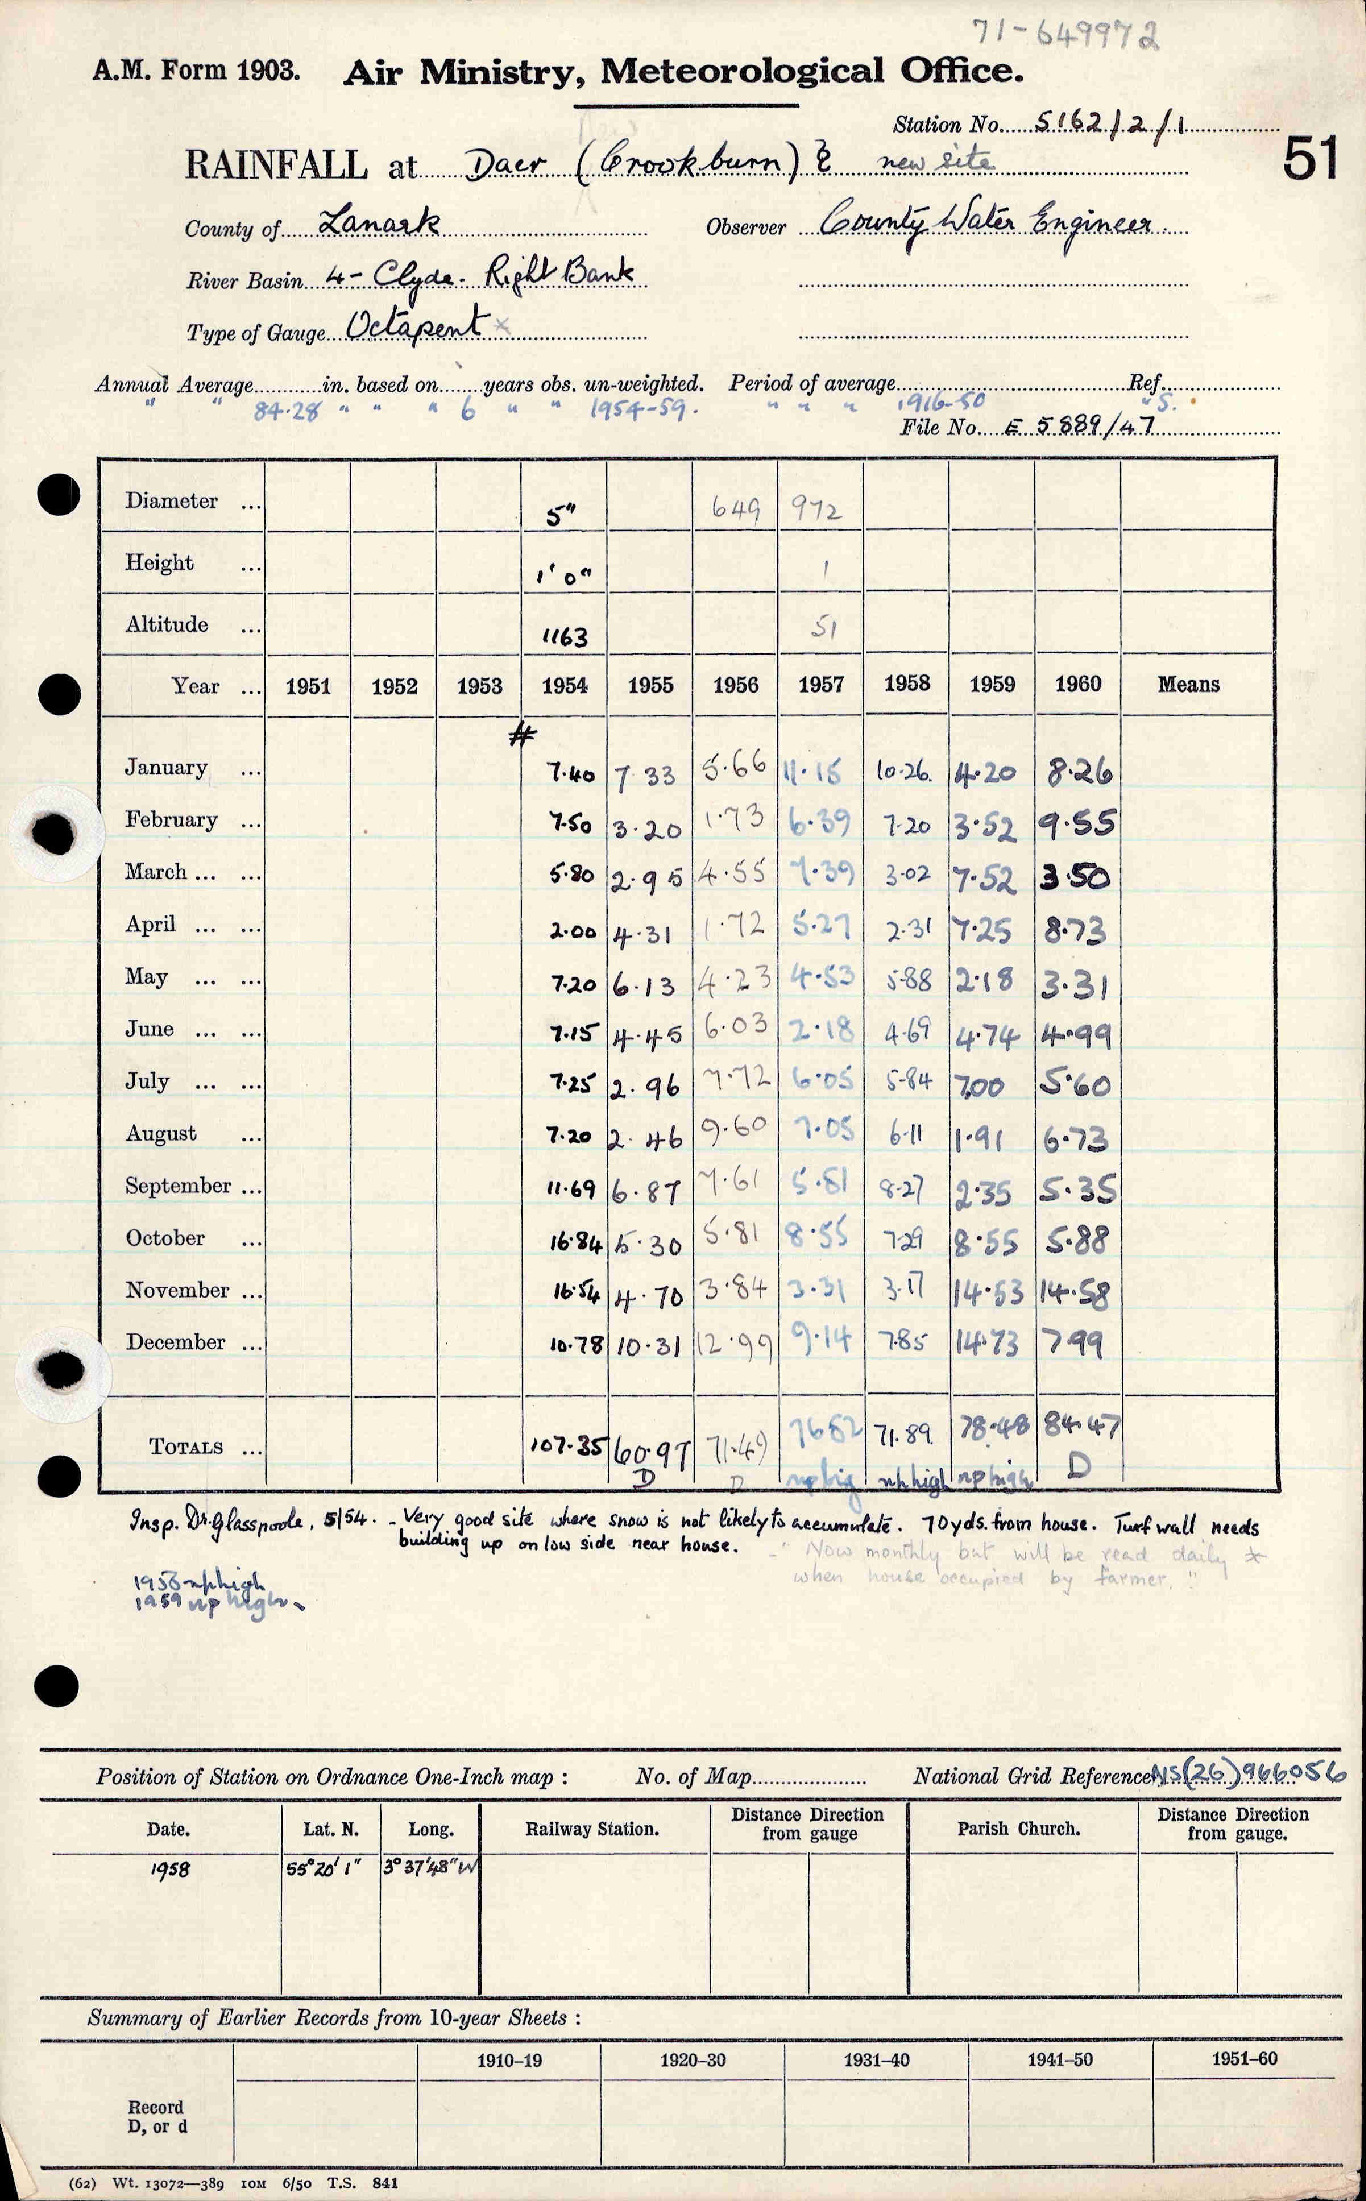 71-649972
A.M. Form 1903. Air Ministry, Meteorological Office.
Station No. 5162/2/1
51
RAINFALL at Daer (Crookburn) & new site
County of Lanark Observer County Water Engineer.
River Basin 4 - Clyde. Right Bank
Type of Gauge Octapent x
Annual Average in. based on years obs. un-weighted. Period of average Ref.
" " 84.28 " " " 6 " " 1954-59. " " " 1916-50 "S.
File No. E 5889/47
Diameter ... 5" 649 972
Height ... 1' 0" 1
Altitude ... 1163 51
Year ... 1951 1952 1953 1954 1955 1956 1957 1958 1959 1960 Means
#
January ... 7.40 7.33 5.66 11.15 10.26. 4.20 8.26
February ... 7.50 3.20 1.73 6.39 7.20 3.52 9.55
March ... ... 5.80 2.95 4.55 7.39 3.02 7.52 3.50
April ... ... 2.00 4.31 1.72 5.27 2.31 7.25 8.73
May ... ... 7.20 6.13 4.23 4.53 5.88 2.18 3.31
June ... ... 7.15 4.45 6.03 2.18 4.69 4.74 4.99
July ... ... 7.25 2.96 7.72 6.05 5.84 7.00 5.60
August ... 7.20 2.46 9.60 7.05 6.11 1.91 6.73
September ... 11.69 6.87 7.61 5.81 8.27 2.35 5.35
October ... 16.84 5.30 5.81 8.55 7.29 8.55 5.88
November ... 16.54 4.70 3.84 3.31 3.17 14.53 14.58
December ... 10.78 10.31 12.99 9.14 7.85 14.73 7.99
TOTALS ... 107.35 60.97 71.49 76.82 71.89 78.48 84.47
D D np high np high D
Insp. Dr. Glasspoole, 5/54. - Very good site where snow is not likely to accumulate. 70yds. from house. Turf wall needs
building up on low side near house. - "Now monthly but will be read daily *
when house occupied by farmer."
1958 np high
1959 np high
Position of Station on Ordnance One-Inch map : No. of Map National Grid Reference NS(26)966056
Date. Lat. N. Long. Railway Station. Distance Direction from gauge Parish Church. Distance Direction from gauge.
1958 55°20'1" 3°37'48"W
Summary of Earlier Records from 10-year Sheets :
1910-19 1920-30 1931-40 1941-50 1951-60
Record
D, or d
(62) Wt. 13072—389 10M 6/50 T.S. 841